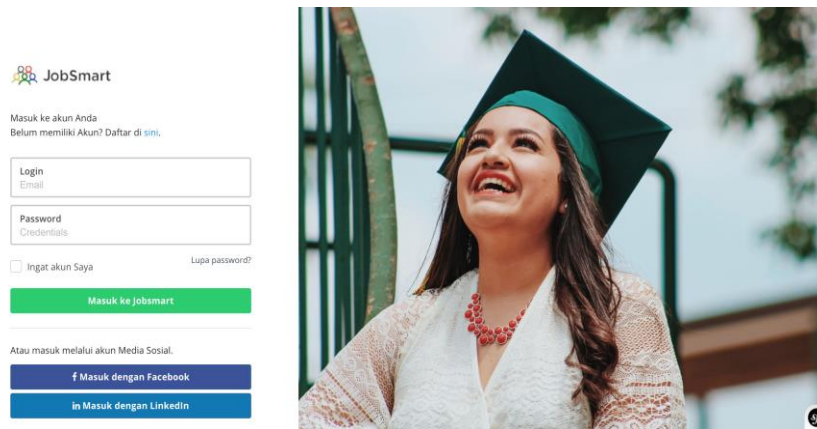 JobSmart
Masuk ke akun Anda
Belum memiliki Akun? Daftar di sini.
Login
Email
Password
Credentials
Ingat akun Saya
Lupa password?
Masuk ke Jobsmart
Atau masuk melalui akun Media Sosial.
f Masuk dengan Facebook
in Masuk dengan LinkedIn